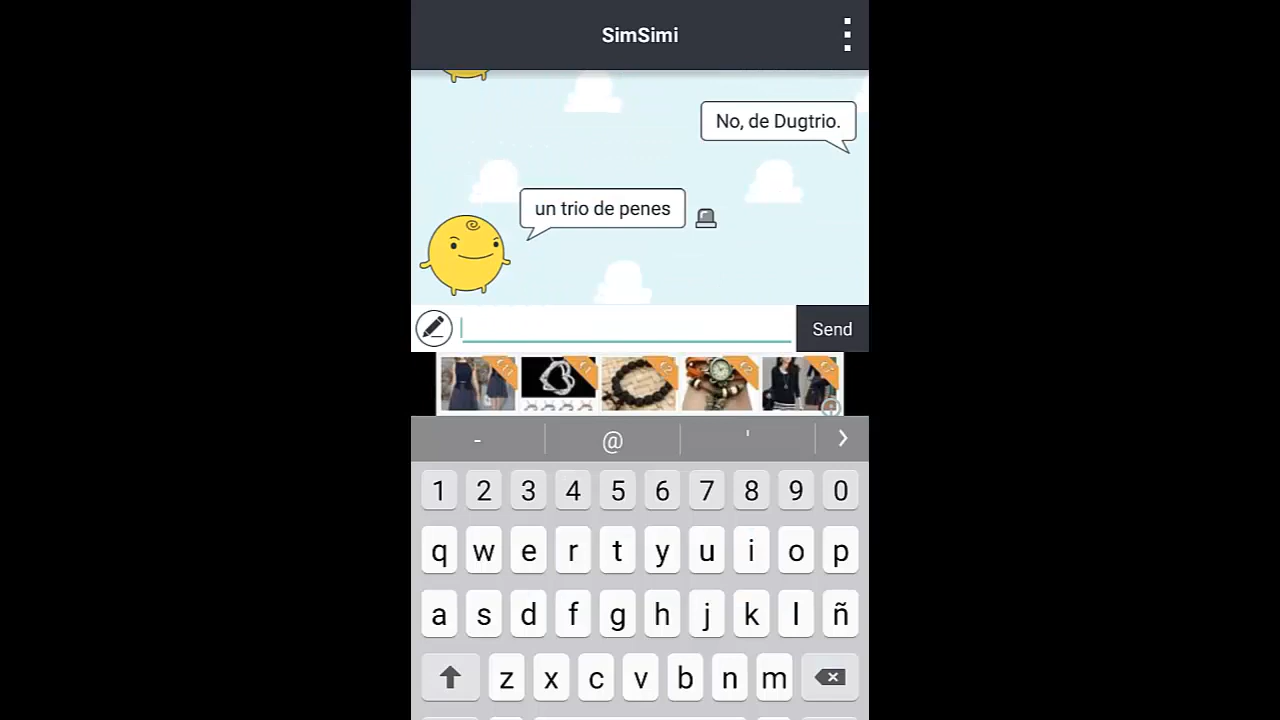 SimSimi
No, de Dugtrio.
un trio de penes
Send
- @ '
1 2 3 4 5 6 7 8 9 0
q w e r t y u i o p
a s d f g h j k l ñ
z x c v b n m